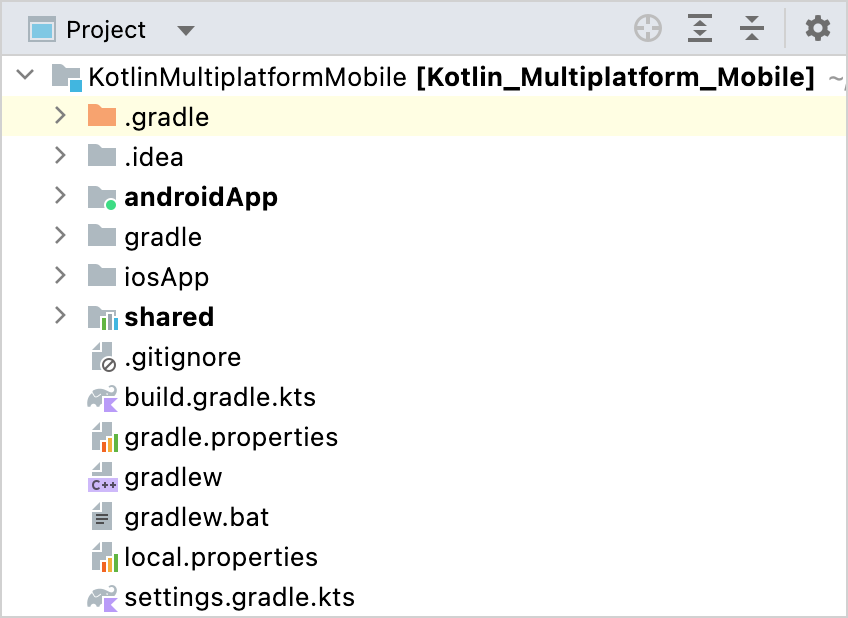 Project
KotlinMultiplatformMobile [Kotlin_Multiplatform_Mobile] ~/
.gradle
.idea
androidApp
gradle
iosApp
shared
.gitignore
build.gradle.kts
gradle.properties
C++ gradlew
gradlew.bat
local.properties
settings.gradle.kts